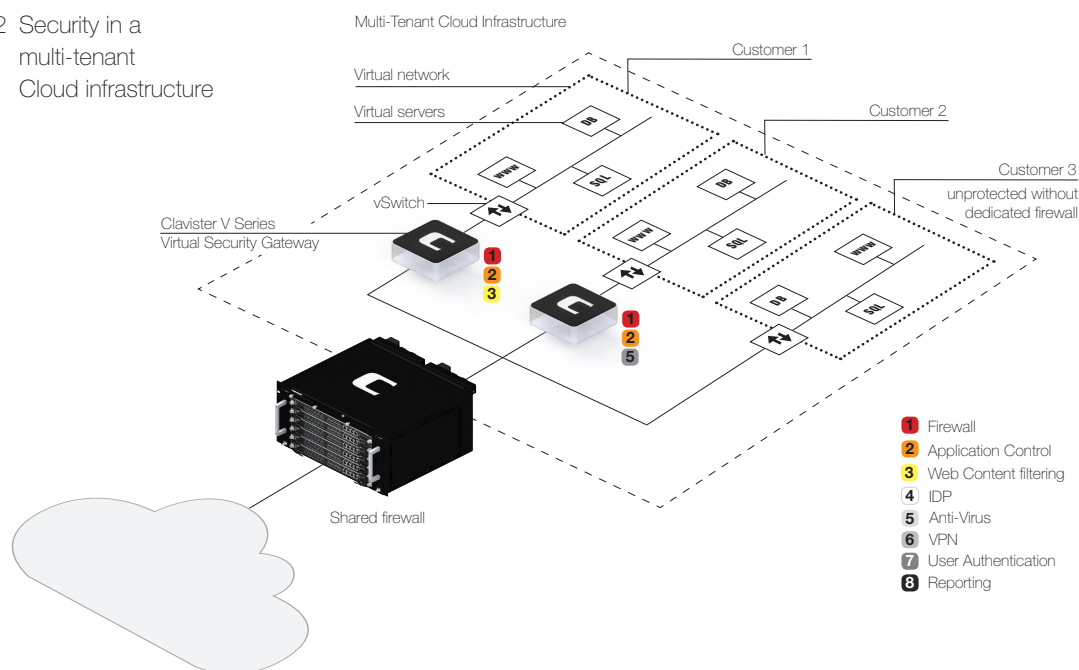 2 Security in a
multi-tenant
Cloud infrastructure
Multi-Tenant Cloud Infrastructure
Customer 1
Virtual network
Virtual servers
Customer 2
Customer 3
unprotected without
dedicated firewall
vSwitch
Clavister V Series
Virtual Security Gateway
DB
WWW
SQL
DB
WWW
SQL
WWW
DB
SQL
1
2
3
1
2
5
Shared firewall
1 Firewall
2 Application Control
3 Web Content filtering
4 IDP
5 Anti-Virus
6 VPN
7 User Authentication
8 Reporting